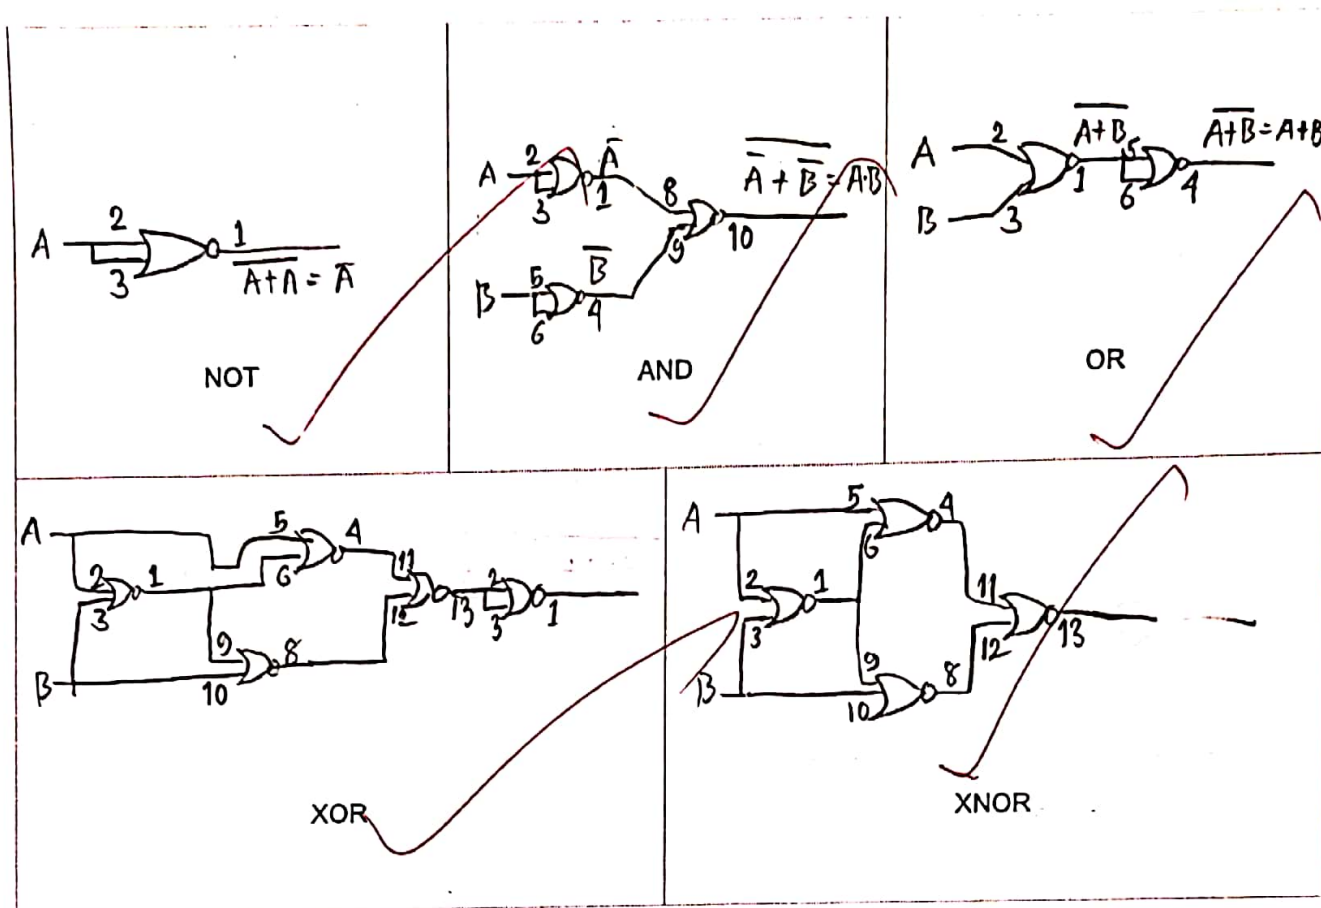 A 2 3 1
A+A = Ā
NOT
A 2 3 Ā 1
B 5 6 B̅ 4
8 9 10
A̅ + B̅ = A·B
AND
A 2
B 3
A+B 1
5 6 4
A+B = A+B
OR
A
B
2 3 1
5 6 4
9 10 8
11 12 13
2 3 1
XOR
A
B
2 3 1
5 6 4
9 10 8
11 12 13
XNOR